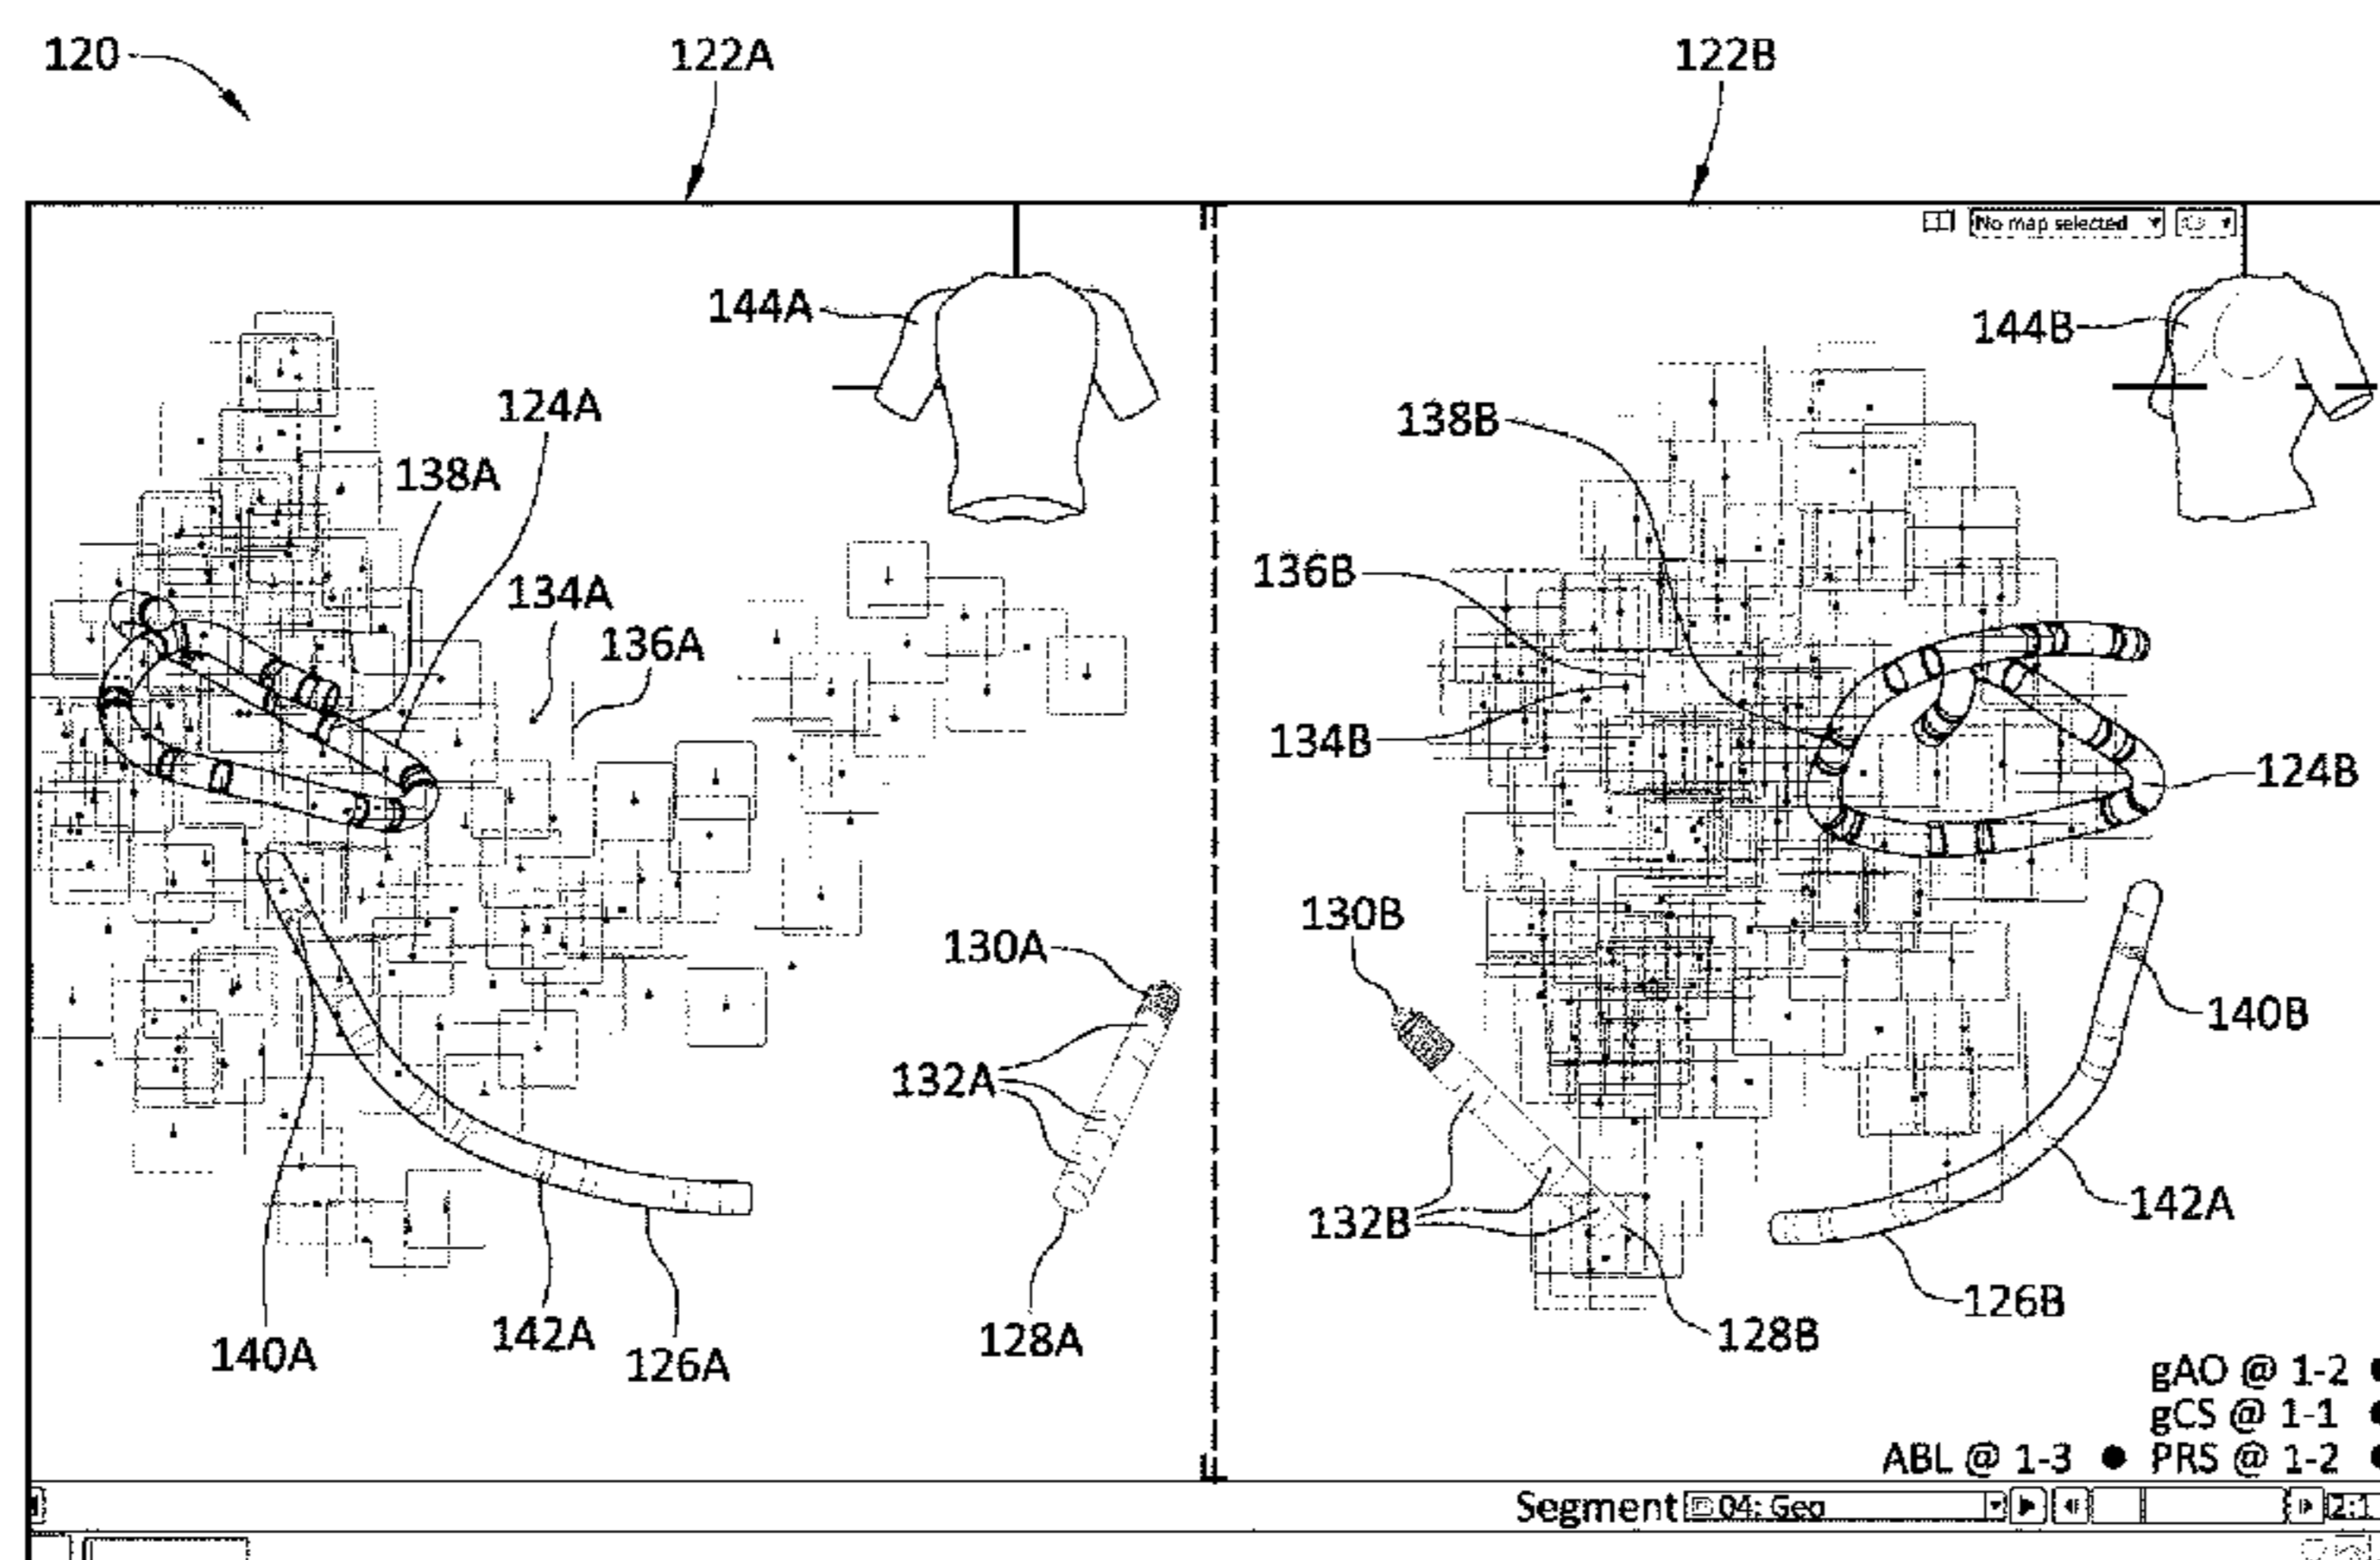 120
122A
122B
No map selected
144A
144B
124A
138B
138A
136B
134A
136A
134B
124B
130A
130B
140B
132A
142A
132B
126B
140A
142A
126A
128A
128B
gAO @ 1-2
gCS @ 1-1
ABL @ 1-3 ● PRS @ 1-2
Segment 04: Geo
2:1